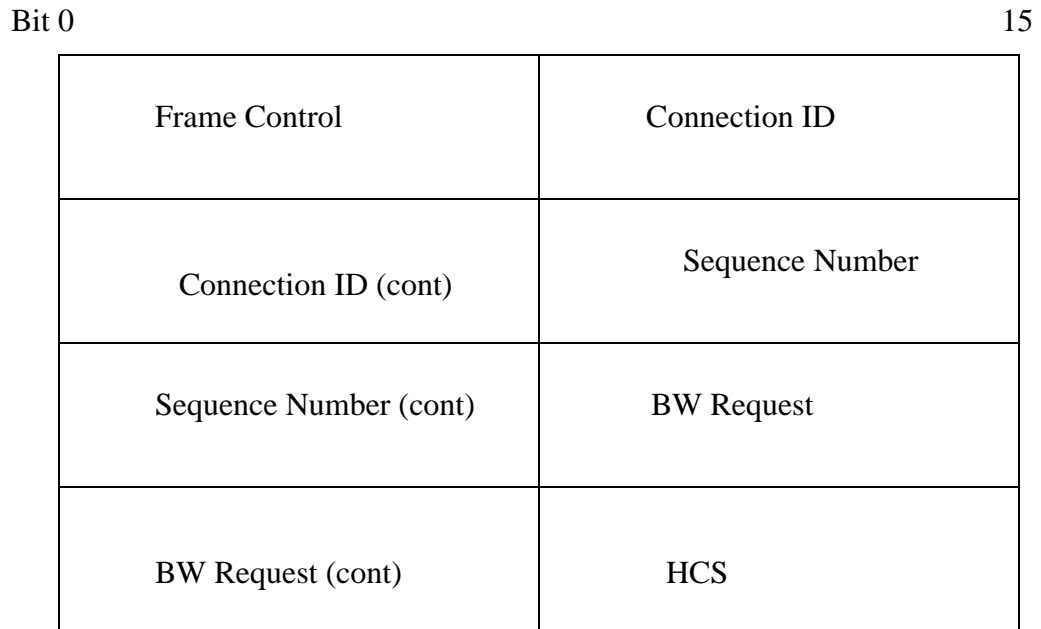 Bit 0 15
Frame Control Connection ID
Connection ID (cont) Sequence Number
Sequence Number (cont) BW Request
BW Request (cont) HCS